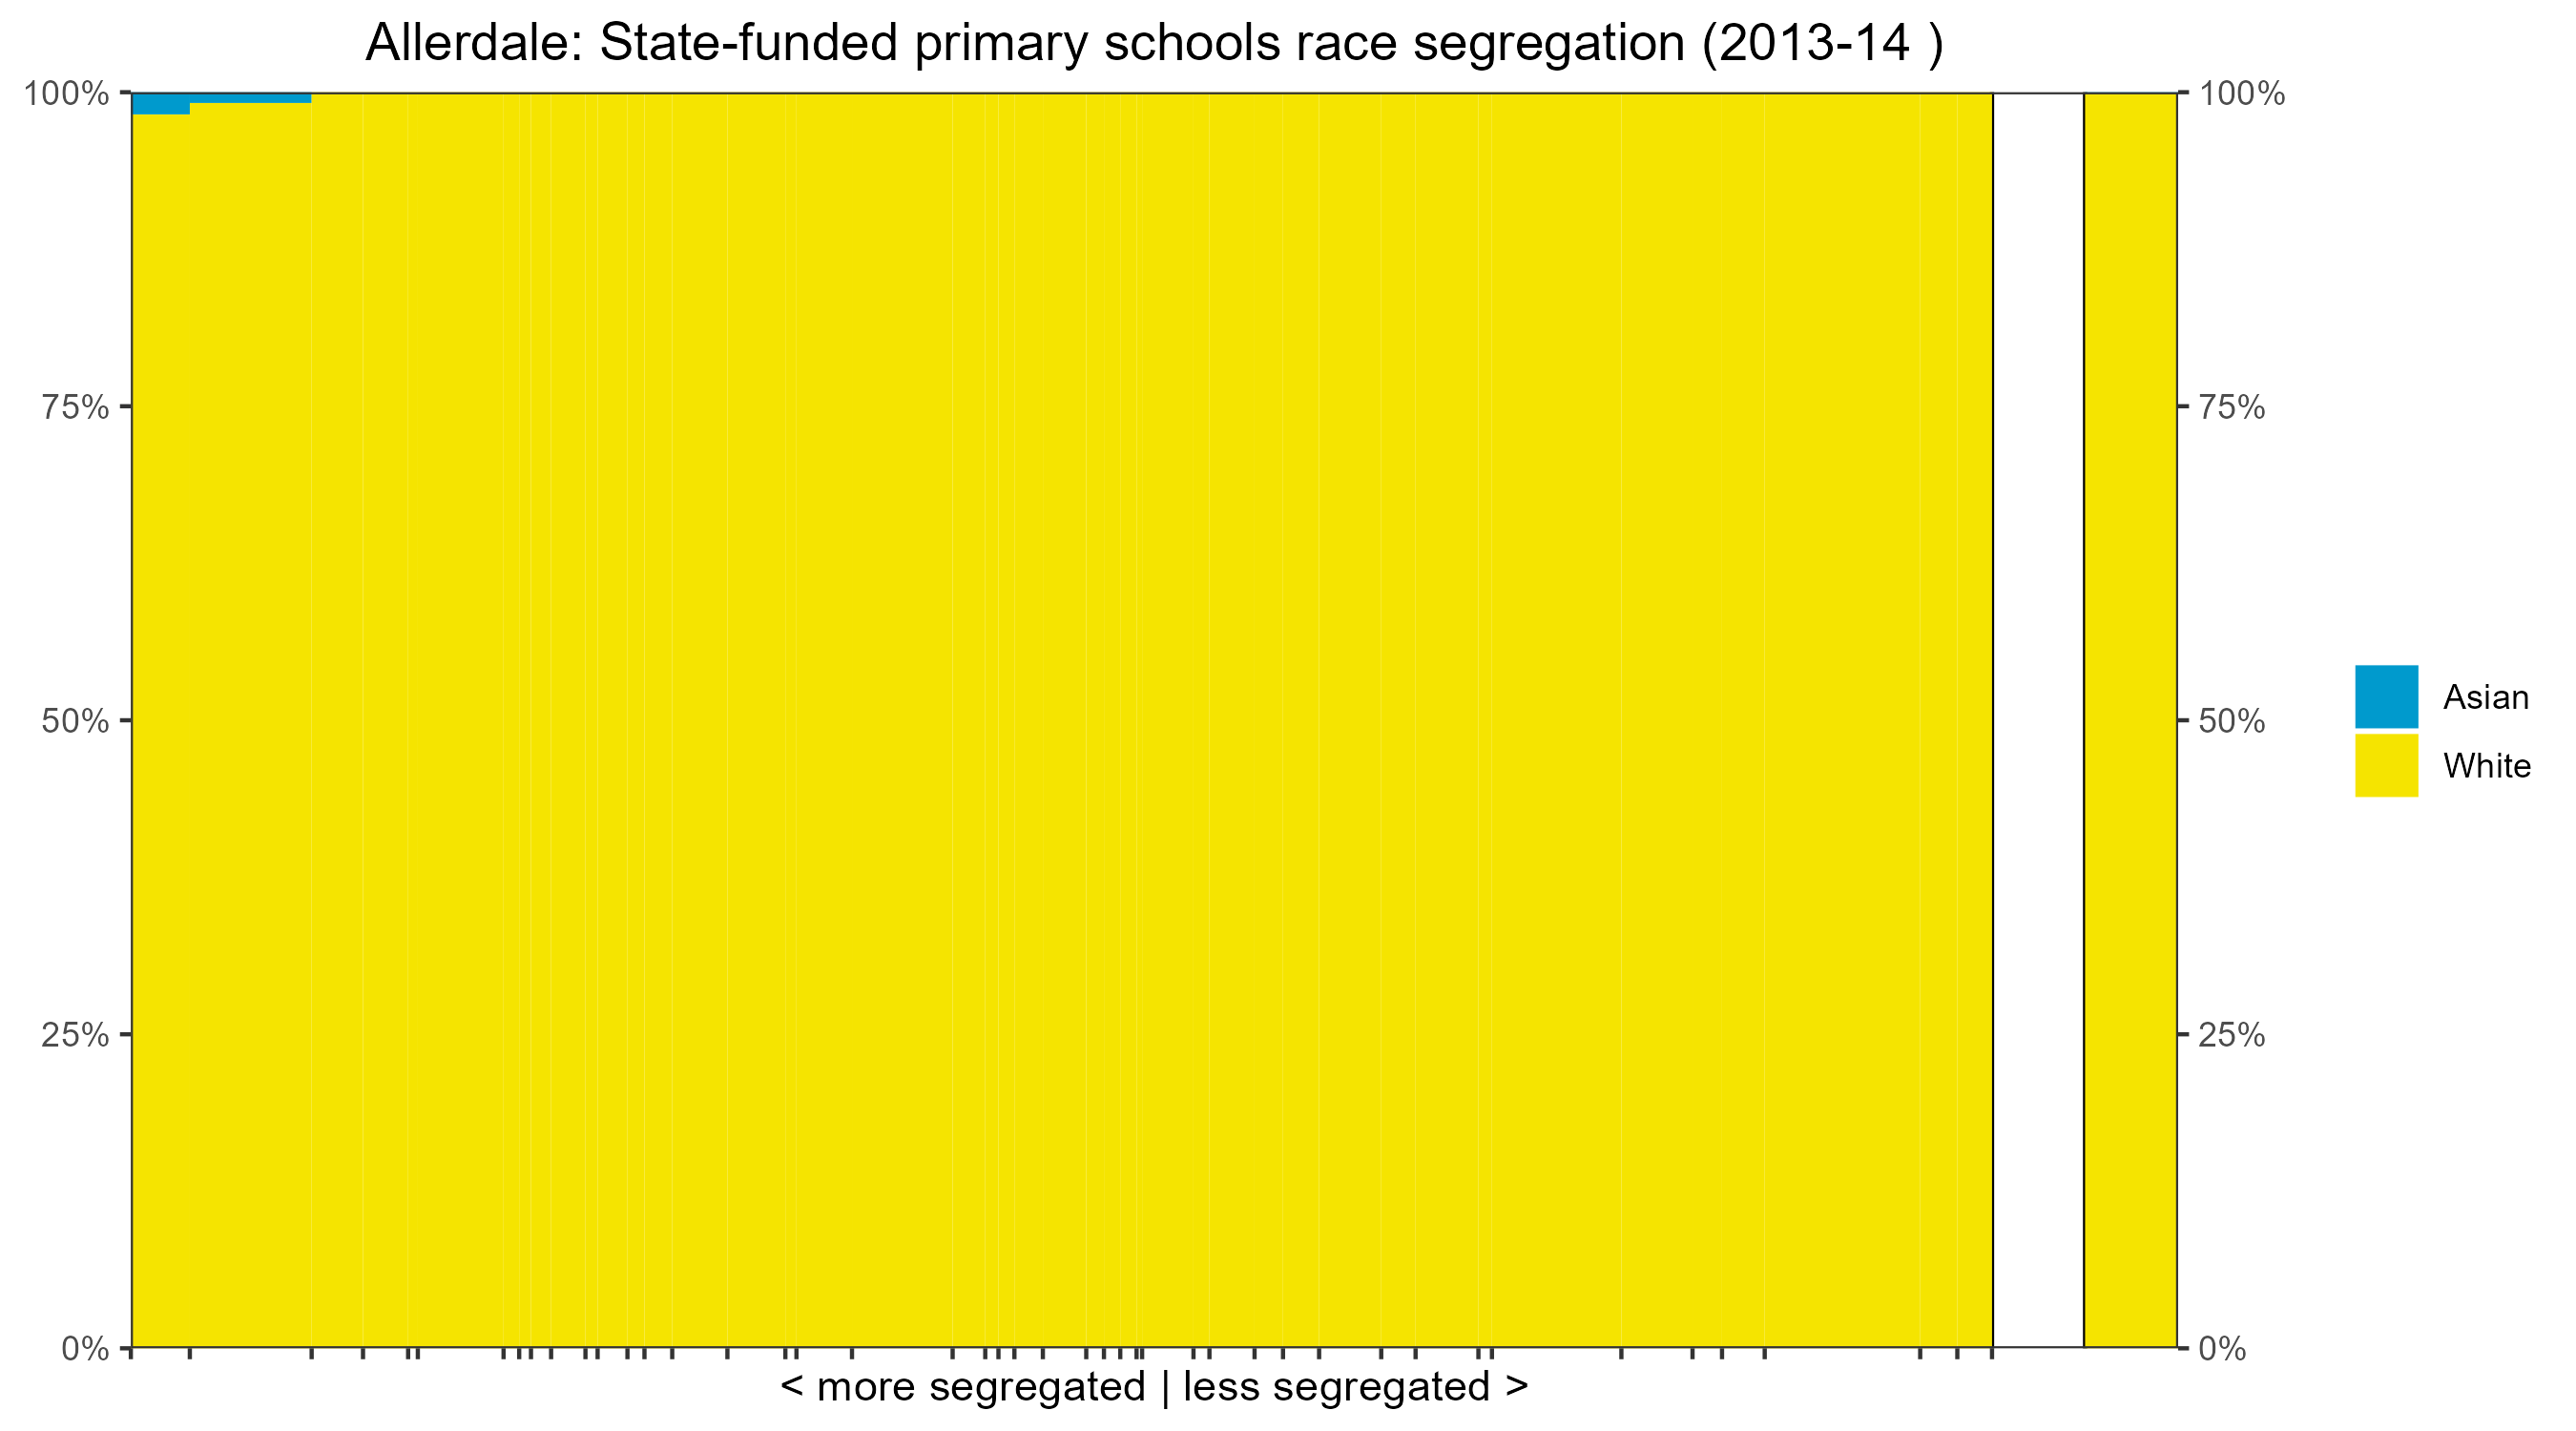 Allerdale: State-funded primary schools race segregation (2013-14 )
100%
75%
50%
25%
0%
100%
75%
50%
25%
0%
Asian
White
< more segregated | less segregated >